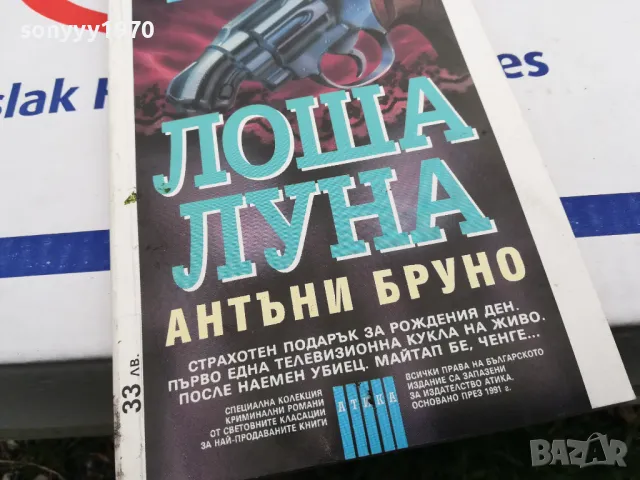 sonyyy1970
slak
es
ЛОША
ЛУНА
АНТЪНИ БРУНО
СТРАХОТЕН ПОДАРЪК ЗА РОЖДЕНИЯ ДЕН.
ПЪРВО ЕДНА ТЕЛЕВИЗИОННА КУКЛА НА ЖИВО.
ПОСЛЕ НАЕМЕН УБИЕЦ. МАЙТАП БЕ, ЧЕНГЕ...
СПЕЦИАЛНА КОЛЕКЦИЯ
КРИМИНАЛНИ РОМАНИ
ОТ СВЕТОВНИТЕ КЛАСАЦИИ
ЗА НАЙ-ПРОДАВАНИТЕ КНИГИ
АТИКА
ВСИЧКИ ПРАВА НА БЪЛГАРСКОТО
ИЗДАНИЕ СА ЗАПАЗЕНИ
ЗА ИЗДАТЕЛСТВО АТИКА.
ОСНОВАНО ПРЕЗ 1991 г.
33 лв.
BAZAR